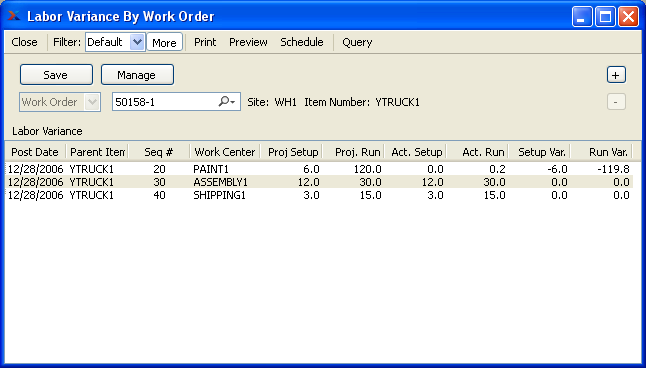 Labor Variance By Work Order
Close Filter: Default More Print Preview Schedule Query
Save Manage +
Work Order 50158-1 Site: WH1 Item Number: YTRUCK1 -
Labor Variance
Post Date Parent Item Seq # Work Center Proj Setup Proj. Run Act. Setup Act. Run Setup Var. Run Var.
12/28/2006 YTRUCK1 20 PAINT1 6.0 120.0 0.0 0.2 -6.0 -119.8
12/28/2006 YTRUCK1 30 ASSEMBLY1 12.0 30.0 12.0 30.0 0.0 0.0
12/28/2006 YTRUCK1 40 SHIPPING1 3.0 15.0 3.0 15.0 0.0 0.0